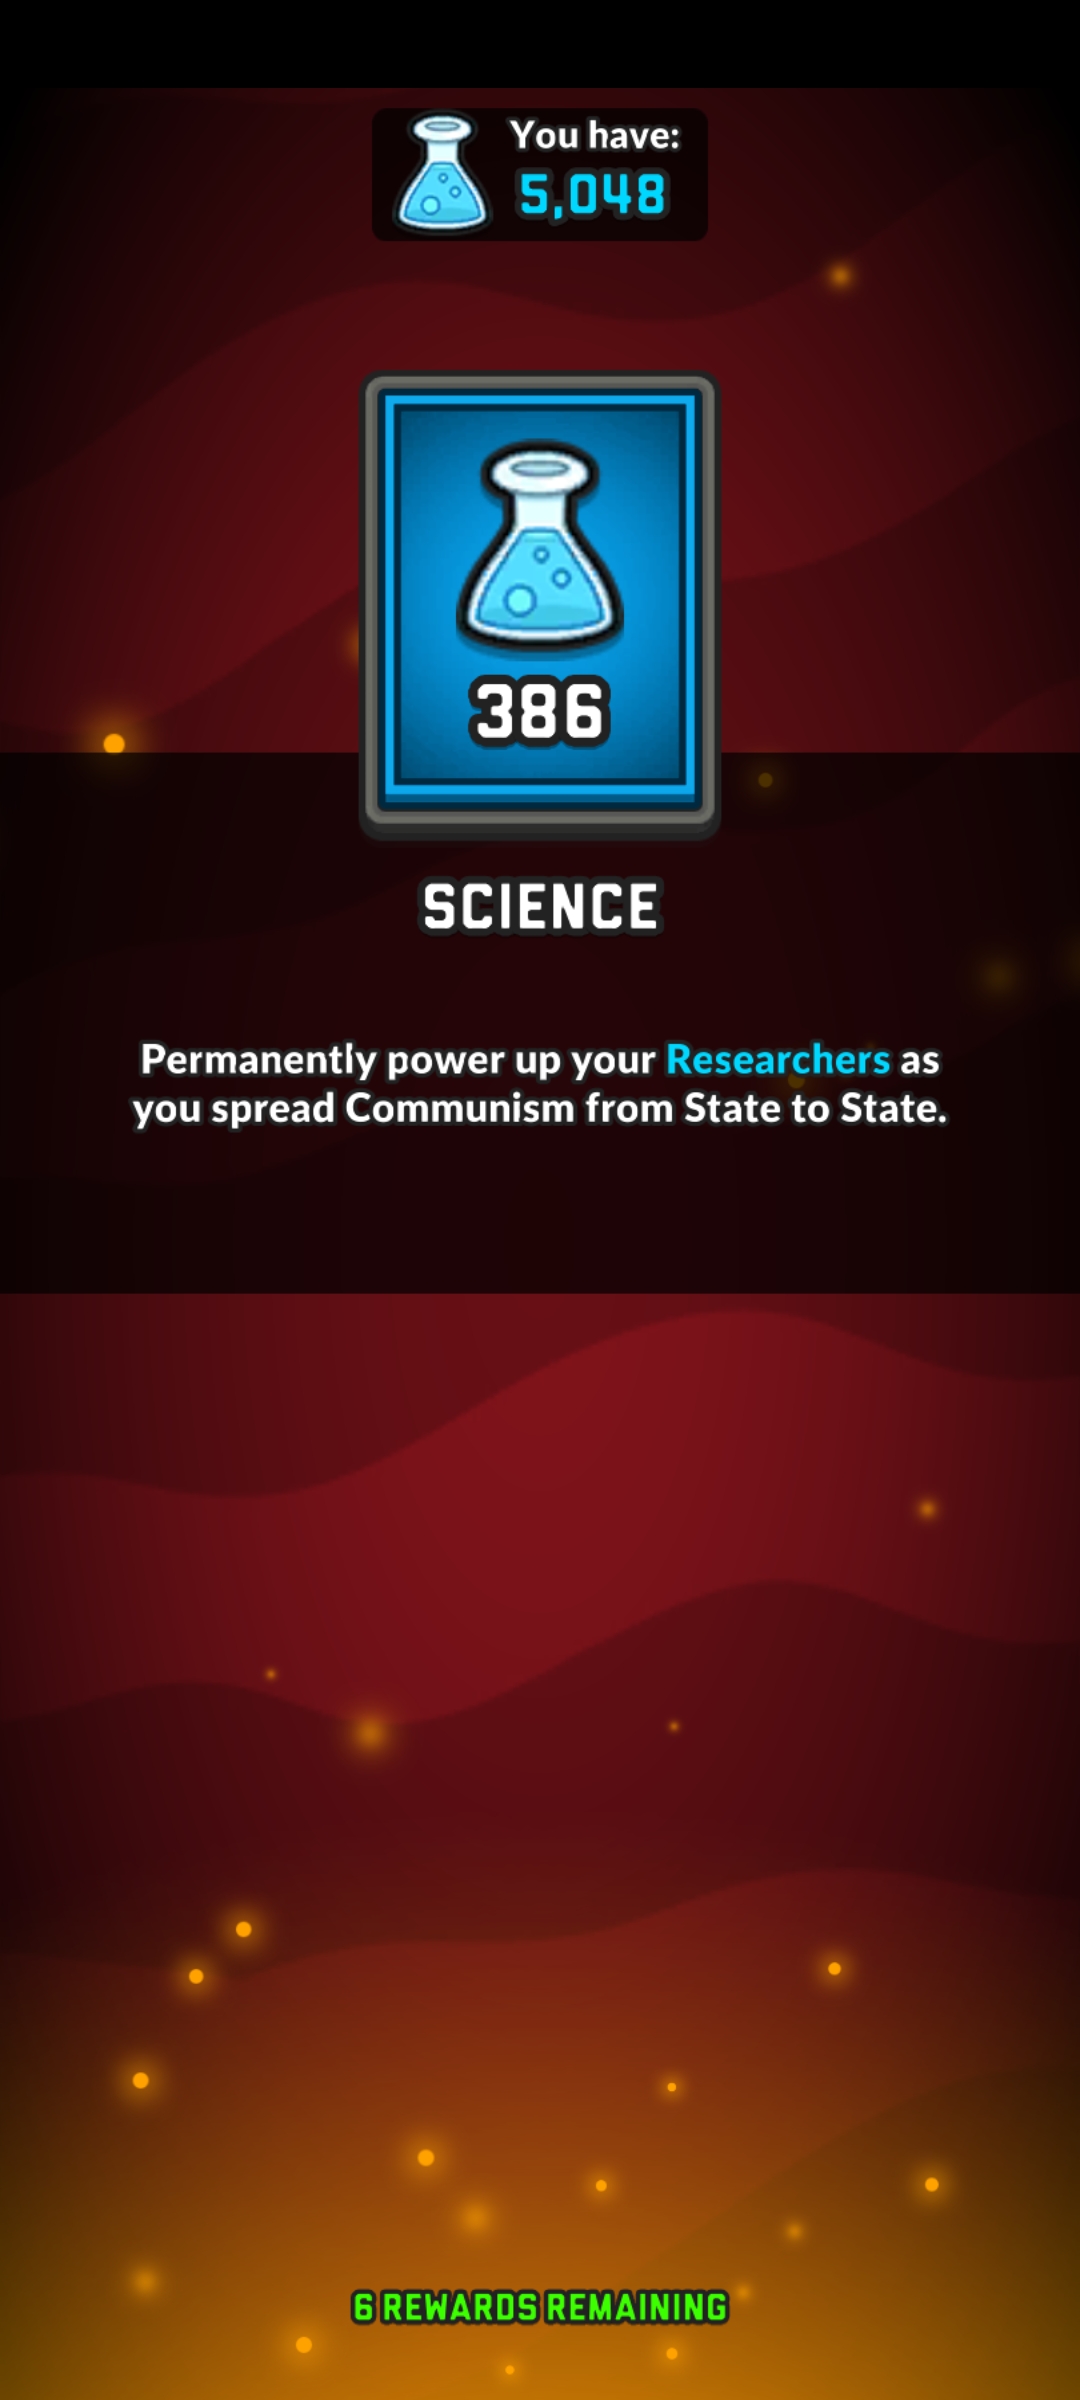 You have:
5,048
386
SCIENCE
Permanently power up your Researchers as
you spread Communism from State to State.
6 REWARDS REMAINING